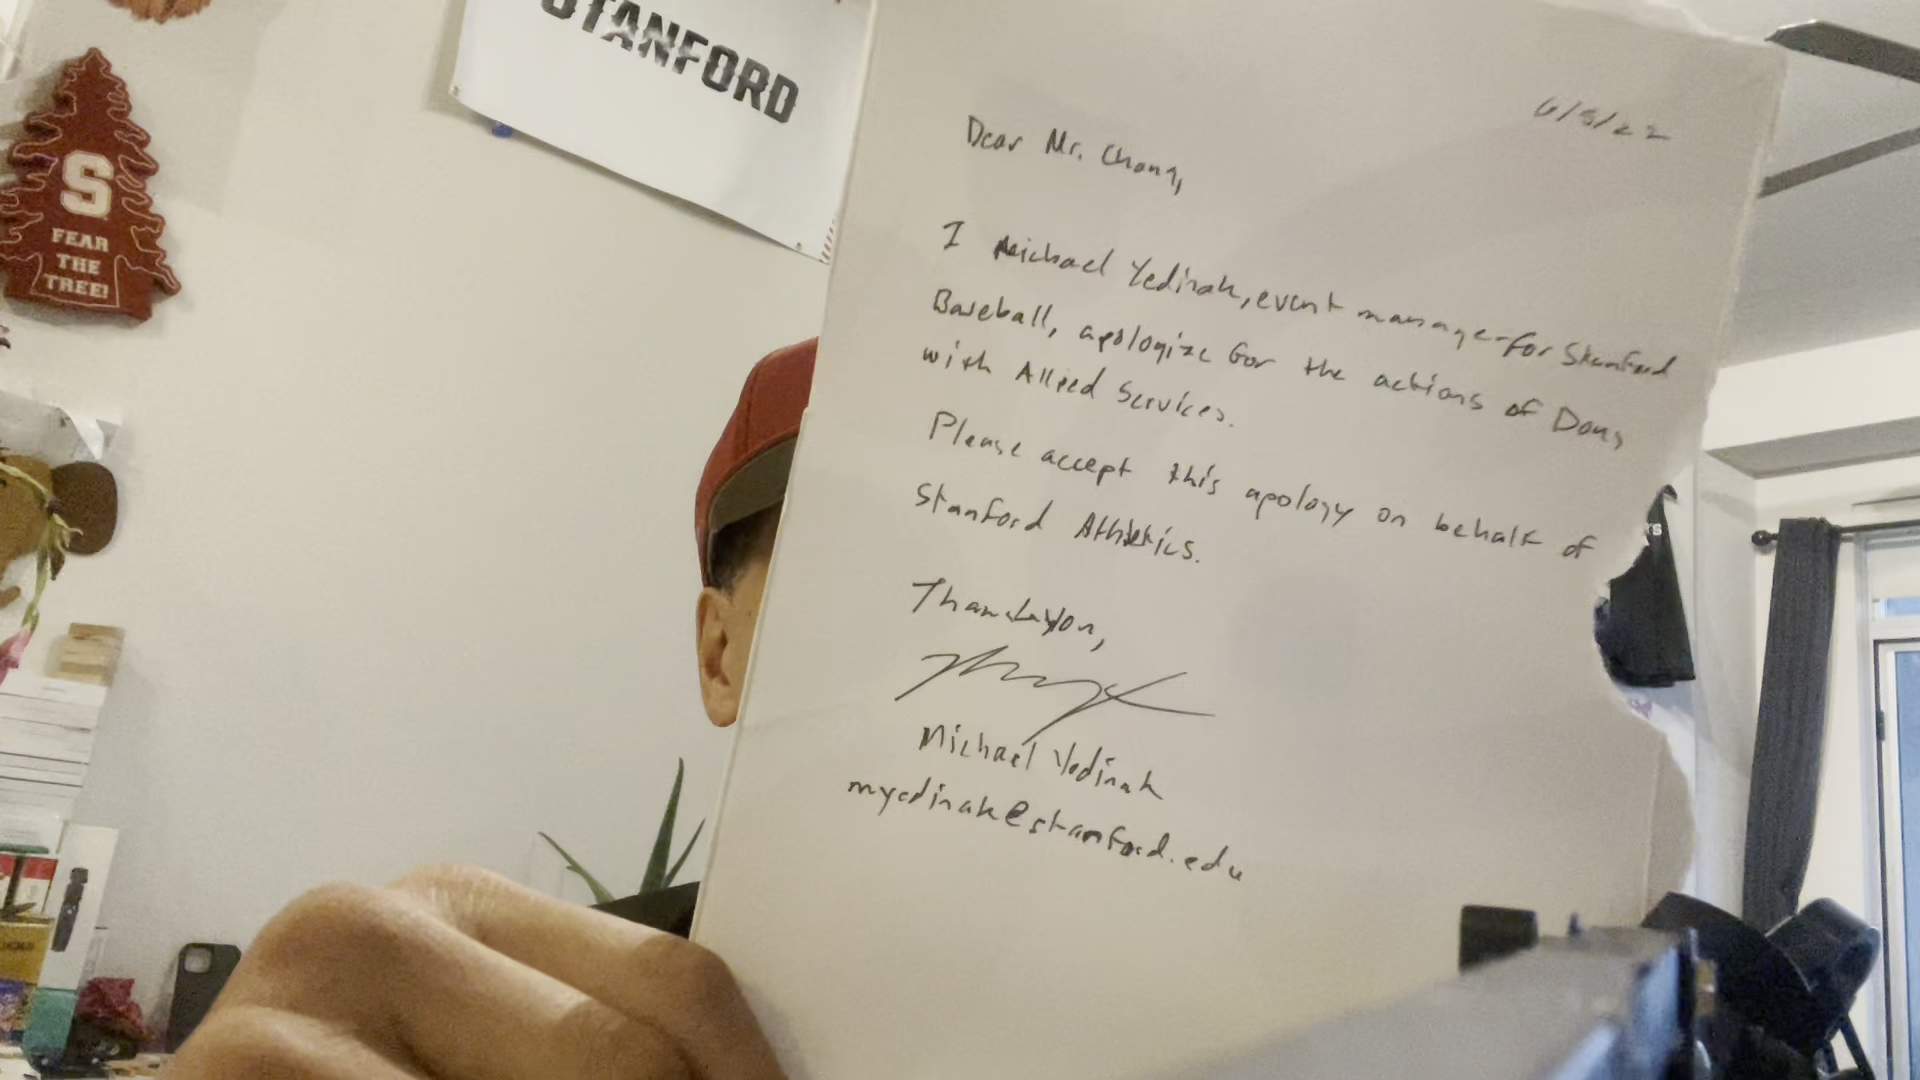 STANFORD
S
FEAR
THE
TREE!
6/5/22
Dear Mr. Chang,
I Michael Yedinak, event manager for Stanford
Baseball, apologize for the actions of Doug
with Allied Services.
Please accept this apology on behalf of
Stanford Athletics.
Thank you,
Michael Yedinak
myedinak@stanford.edu